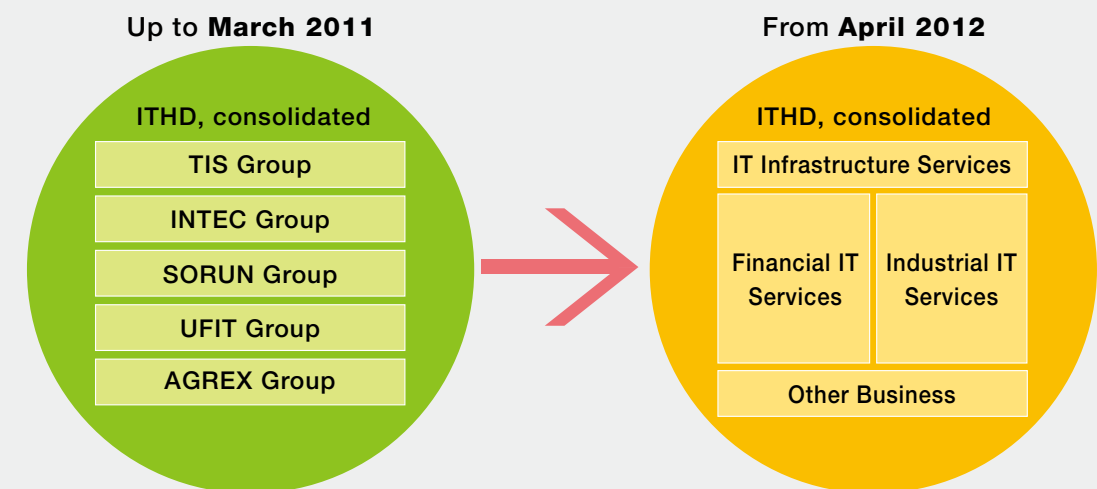 Up to March 2011
ITHD, consolidated
TIS Group
INTEC Group
SORUN Group
UFIT Group
AGREX Group
From April 2012
ITHD, consolidated
IT Infrastructure Services
Financial IT
Services
Industrial IT
Services
Other Business